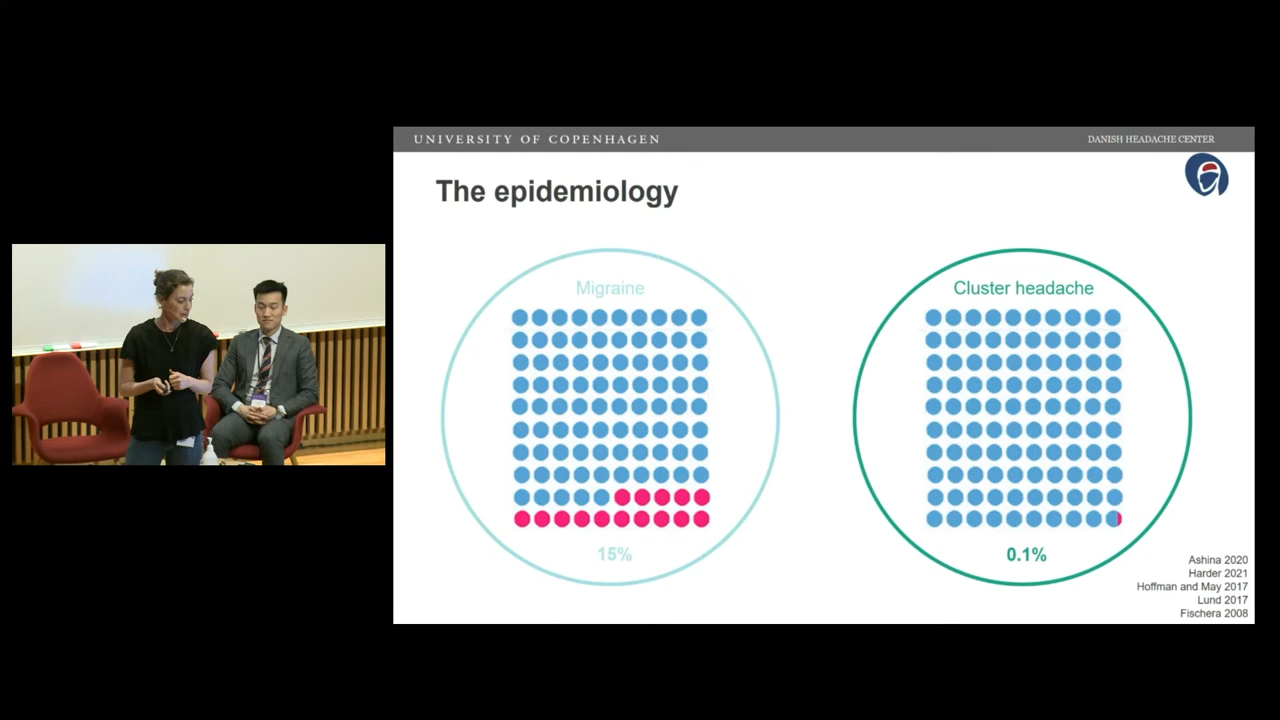 UNIVERSITY OF COPENHAGEN
DANISH HEADACHE CENTER
The epidemiology
Migraine
15%
Cluster headache
0.1%
Ashina 2020
Harder 2021
Hoffman and May 2017
Lund 2017
Fischera 2008